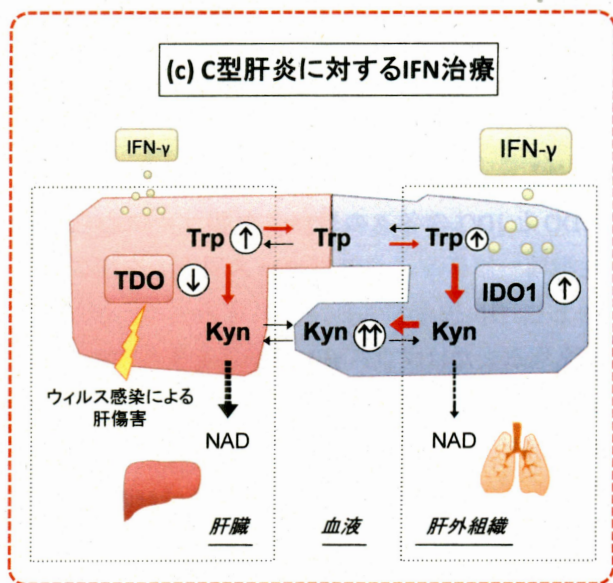 (c) C型肝炎に対するIFN治療
IFN-γ
IFN-γ
Trp ↑
Trp
Trp ↑
TDO ↓
IDO1 ↑
Kyn
Kyn ↑↑
Kyn
ウィルス感染による
肝傷害
NAD
NAD
肝臓
血液
肝外組織